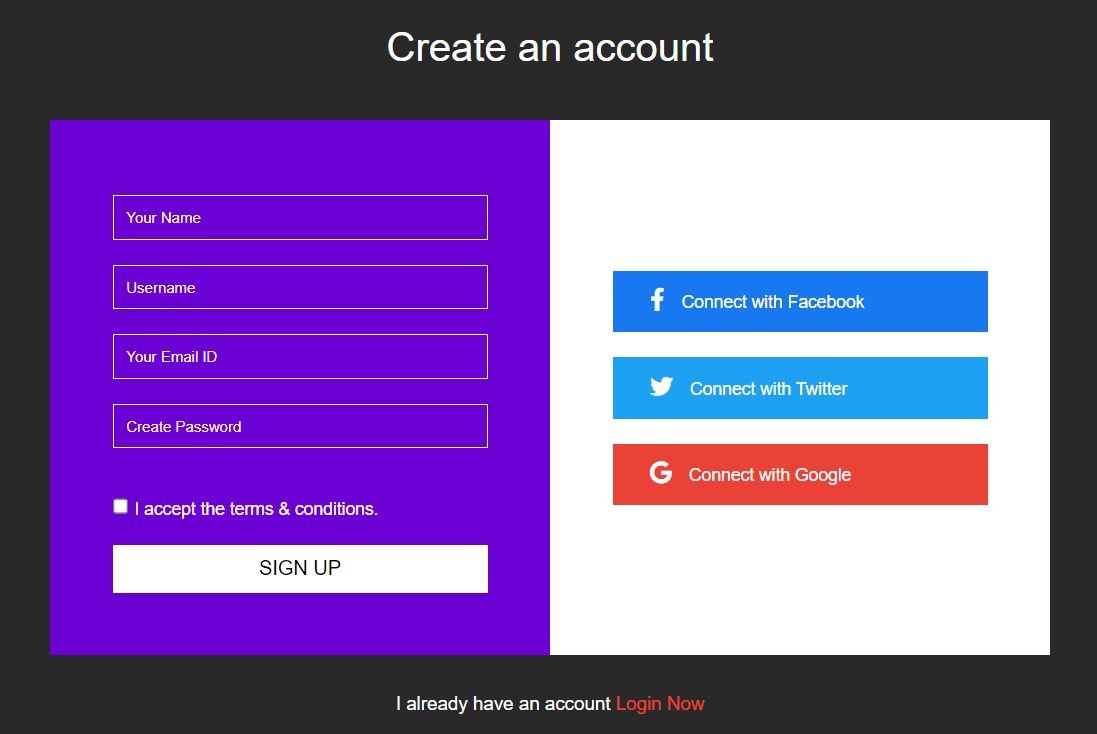 Create an account
Your Name
Username
Your Email ID
Create Password
I accept the terms & conditions.
SIGN UP
Connect with Facebook
Connect with Twitter
Connect with Google
I already have an account Login Now